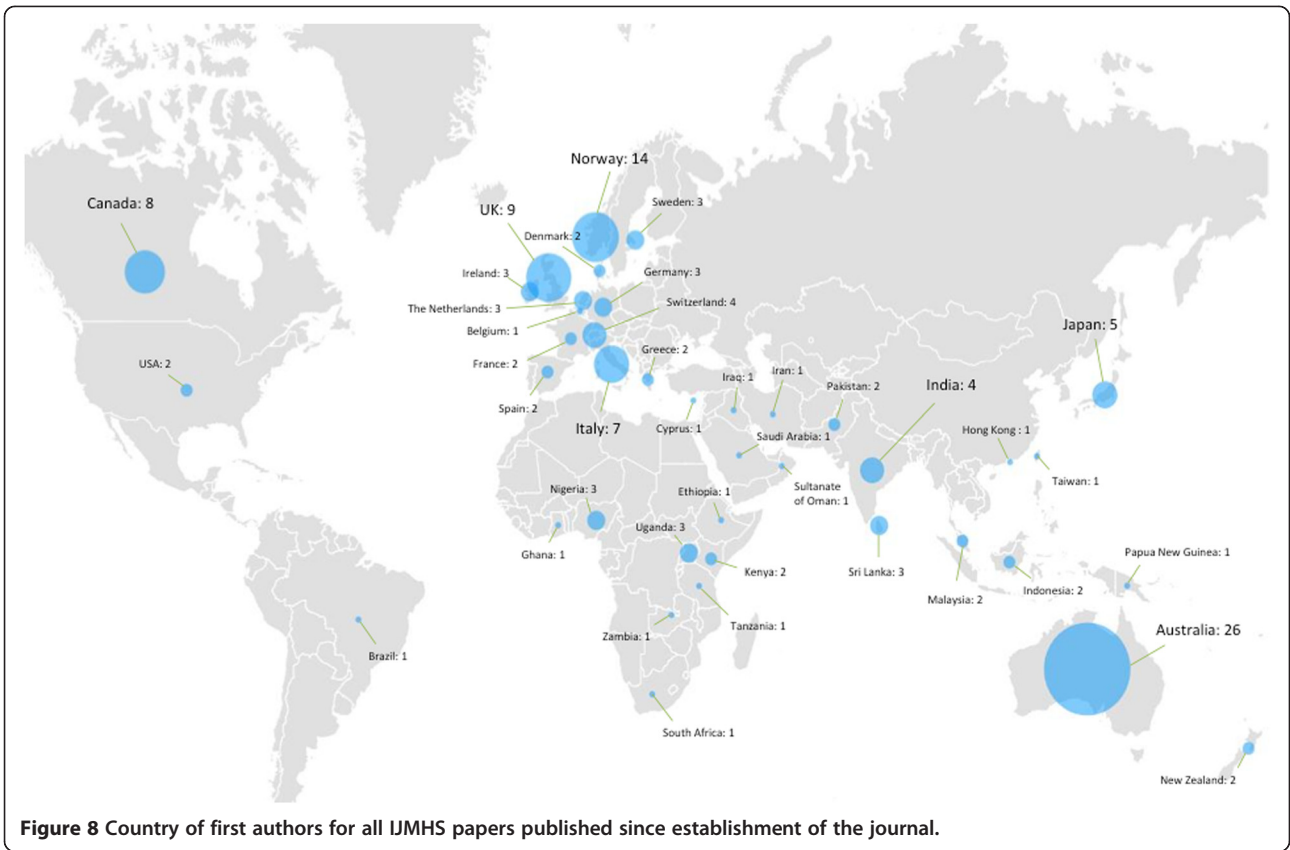 Norway: 14
Canada: 8
Sweden: 3
UK: 9
Denmark: 2
Ireland: 3
Germany: 3
The Netherlands: 3
Switzerland: 4
Belgium: 1
Japan: 5
USA: 2
France: 2
Greece: 2
Iraq: 1
Iran: 1
Pakistan: 2
India: 4
Spain: 2
Italy: 7
Cyprus: 1
Saudi Arabia: 1
Hong Kong : 1
Taiwan: 1
Sultanate
of Oman: 1
Nigeria: 3
Ethiopia: 1
Uganda: 3
Ghana: 1
Kenya: 2
Sri Lanka: 3
Papua New Guinea: 1
Malaysia: 2
Indonesia: 2
Tanzania: 1
Zambia: 1
Australia: 26
Brazil: 1
South Africa: 1
New Zealand: 2
Figure 8 Country of first authors for all IJMHS papers published since establishment of the journal.